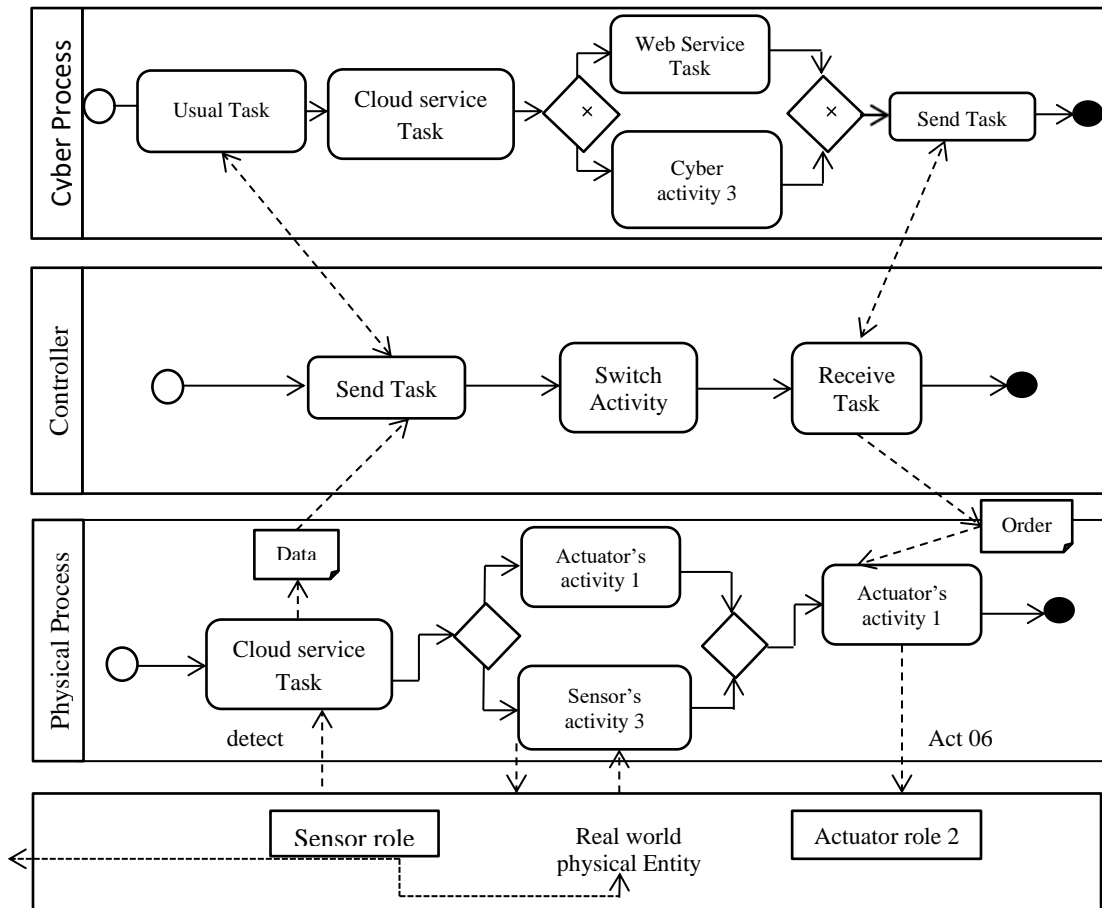 Cyber Process
Web Service
Task
Usual Task
Cloud service
Task
×
×
Send Task
Cyber
activity 3
Controller
Send Task
Switch
Activity
Receive
Task
Physical Process
Data
Order
Actuator's
activity 1
Actuator's
activity 1
Cloud service
Task
Sensor's
activity 3
detect
Act 06
Sensor role
Real world
physical Entity
Actuator role 2